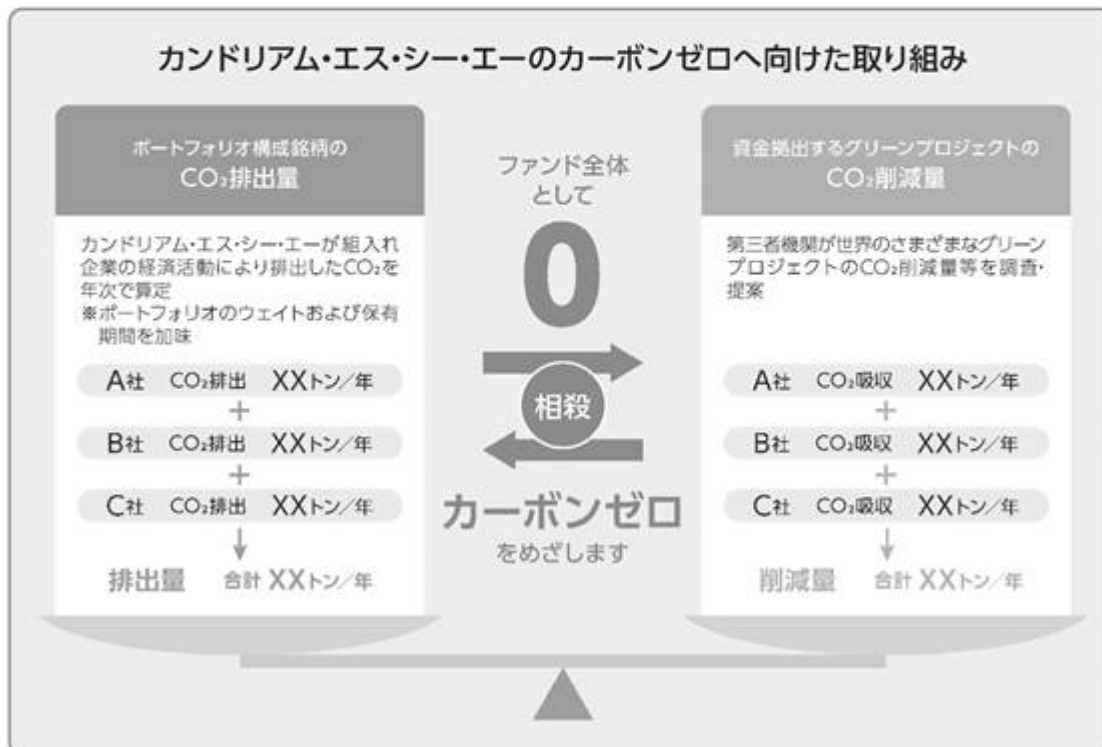 カンドリアム・エス・シー・エーのカーボンゼロへ向けた取り組み
ポートフォリオ構成銘柄の
CO₂排出量
カンドリアム・エス・シー・エーが組入れ
企業の経済活動により排出したCO₂を
年次で算定
※ポートフォリオのウェイトおよび保有
期間を加味
A社 CO₂排出 XXトン／年
+
B社 CO₂排出 XXトン／年
+
C社 CO₂排出 XXトン／年
↓
排出量 合計 XXトン／年
ファンド全体
として
0
相殺
カーボンゼロ
をめざします
資金拠出するグリーンプロジェクトの
CO₂削減量
第三者機関が世界のさまざまなグリーン
プロジェクトのCO₂削減量等を調査・
提案
A社 CO₂吸収 XXトン／年
+
B社 CO₂吸収 XXトン／年
+
C社 CO₂吸収 XXトン／年
↓
削減量 合計 XXトン／年